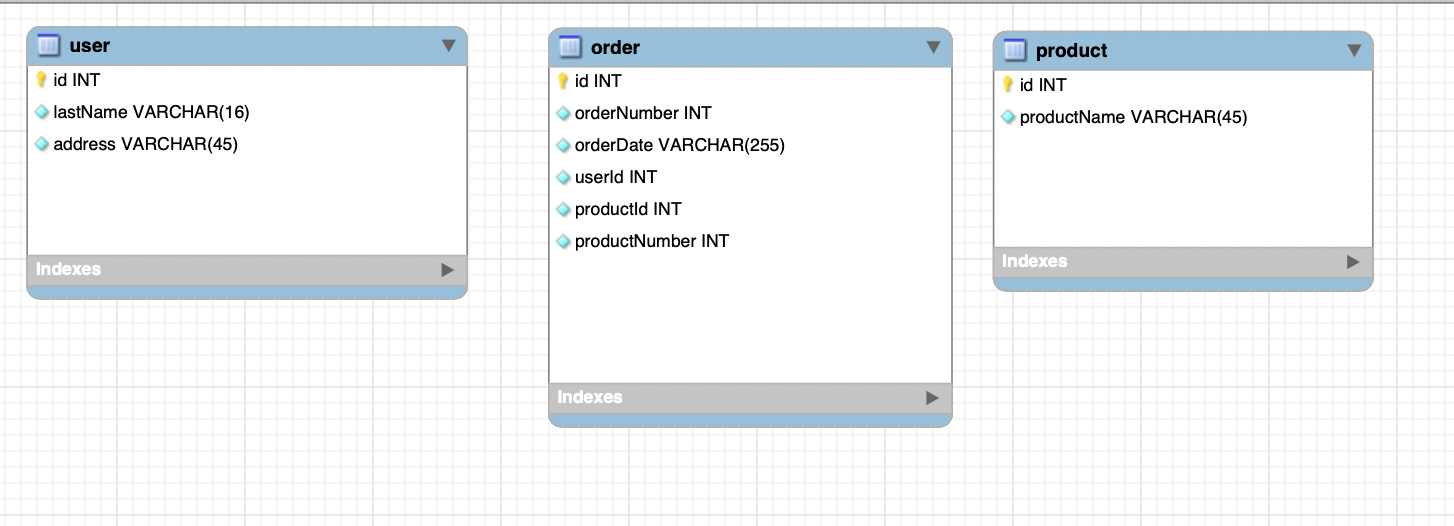 user
id INT
lastName VARCHAR(16)
address VARCHAR(45)
Indexes
order
id INT
orderNumber INT
orderDate VARCHAR(255)
userId INT
productId INT
productNumber INT
Indexes
product
id INT
productName VARCHAR(45)
Indexes